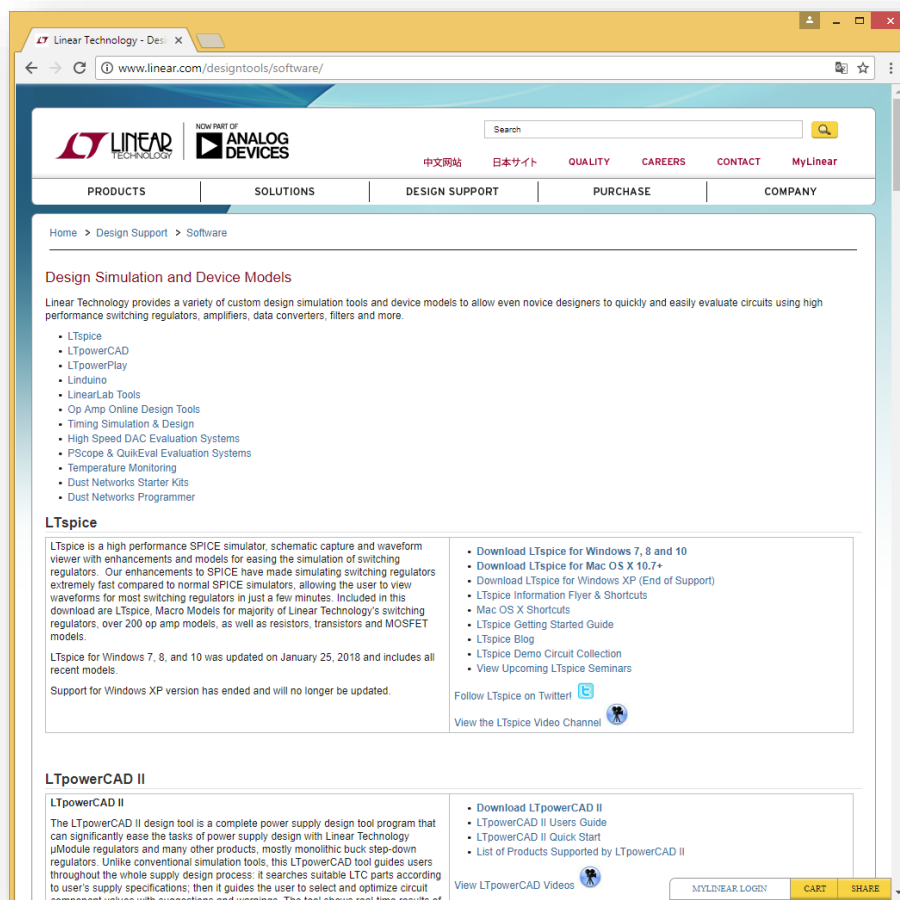 Linear Technology - Desi
www.linear.com/designtools/software/
LINEAR
TECHNOLOGY
NOW PART OF
ANALOG
DEVICES
Search
中文网站 日本サイト QUALITY CAREERS CONTACT MyLinear
PRODUCTS SOLUTIONS DESIGN SUPPORT PURCHASE COMPANY
Home > Design Support > Software
Design Simulation and Device Models
Linear Technology provides a variety of custom design simulation tools and device models to allow even novice designers to quickly and easily evaluate circuits using high
performance switching regulators, amplifiers, data converters, filters and more.
• LTspice
• LTpowerCAD
• LTpowerPlay
• Linduino
• LinearLab Tools
• Op Amp Online Design Tools
• Timing Simulation & Design
• High Speed DAC Evaluation Systems
• PScope & QuikEval Evaluation Systems
• Temperature Monitoring
• Dust Networks Starter Kits
• Dust Networks Programmer
LTspice
LTspice is a high performance SPICE simulator, schematic capture and waveform
viewer with enhancements and models for easing the simulation of switching
regulators. Our enhancements to SPICE have made simulating switching regulators
extremely fast compared to normal SPICE simulators, allowing the user to view
waveforms for most switching regulators in just a few minutes. Included in this
download are LTspice, Macro Models for majority of Linear Technology's switching
regulators, over 200 op amp models, as well as resistors, transistors and MOSFET
models.
LTspice for Windows 7, 8, and 10 was updated on January 25, 2018 and includes all
recent models.
Support for Windows XP version has ended and will no longer be updated.
• Download LTspice for Windows 7, 8 and 10
• Download LTspice for Mac OS X 10.7+
• Download LTspice for Windows XP (End of Support)
• LTspice Information Flyer & Shortcuts
• Mac OS X Shortcuts
• LTspice Getting Started Guide
• LTspice Blog
• LTspice Demo Circuit Collection
• View Upcoming LTspice Seminars
Follow LTspice on Twitter!
View the LTspice Video Channel
LTpowerCAD II
LTpowerCAD II
The LTpowerCAD II design tool is a complete power supply design tool program that
can significantly ease the tasks of power supply design with Linear Technology
µModule regulators and many other products, mostly monolithic buck step-down
regulators. Unlike conventional simulation tools, this LTpowerCAD tool guides users
throughout the whole supply design process: it searches suitable LTC parts according
to user's supply specifications; then it guides the user to select and optimize circuit
component values with suggestions and warnings. The tool shows real time results of
• Download LTpowerCAD II
• LTpowerCAD II Users Guide
• LTpowerCAD II Quick Start
• List of Products Supported by LTpowerCAD II
View LTpowerCAD Videos
MYLINEAR LOGIN CART SHARE